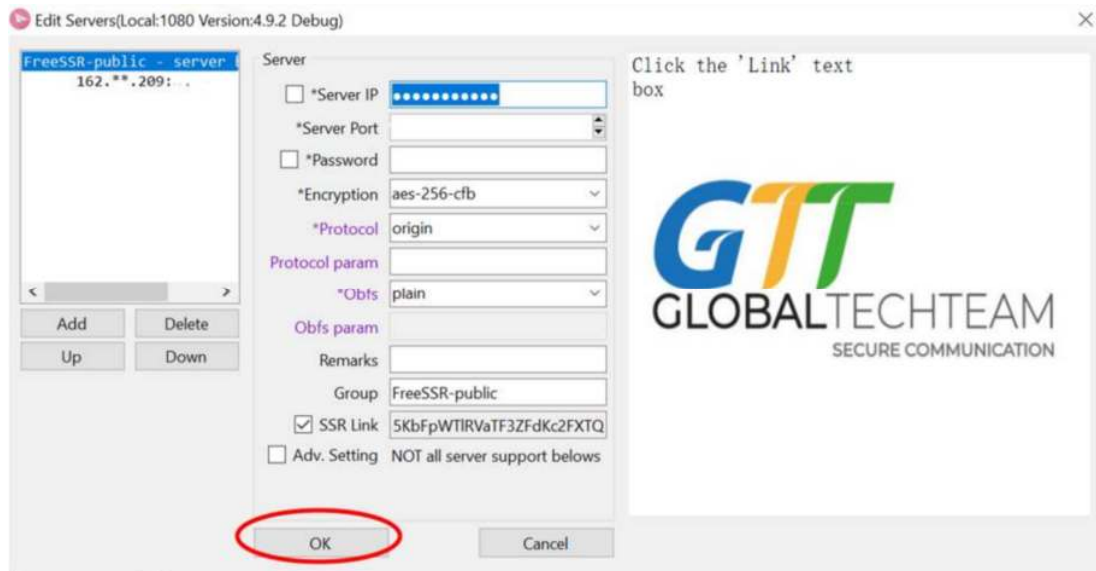 Edit Servers(Local:1080 Version:4.9.2 Debug)
FreeSSR-public - server
162.**.209:
Add
Delete
Up
Down
Server
*Server IP
*Server Port
*Password
*Encryption aes-256-cfb
*Protocol origin
Protocol param
*Obfs plain
Obfs param
Remarks
Group FreeSSR-public
SSR Link 5KbFpWTlRVaTF3ZFdKc2FXTQ
Adv. Setting NOT all server support belows
OK
Cancel
Click the 'Link' text
box
GTT
GLOBALTECHTEAM
SECURE COMMUNICATION